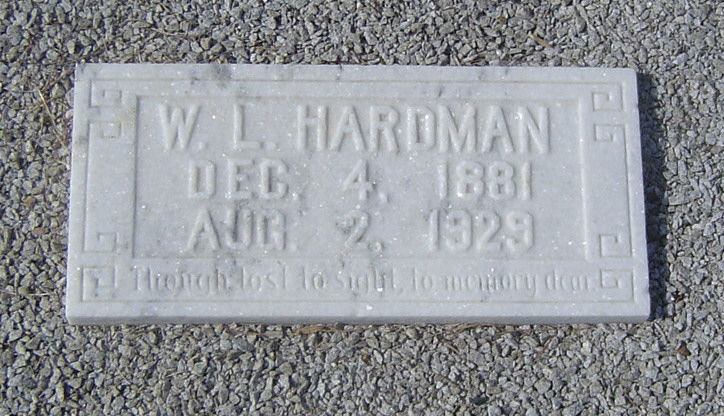 W. L. HARDMAN
DEC. 4, 1881
AUG. 2, 1929
Though lost to sight, to memory dear.